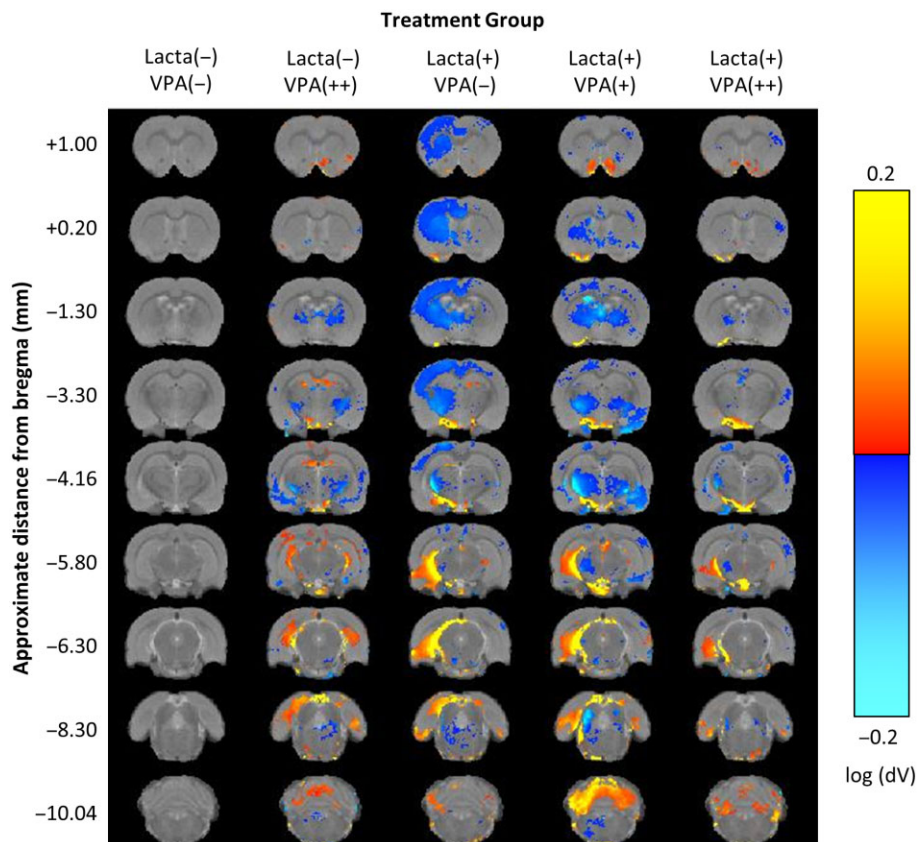 Treatment Group
Lacta(−) Lacta(−) Lacta(+) Lacta(+) Lacta(+)
VPA(−) VPA(++) VPA(−) VPA(+) VPA(++)
Approximate distance from bregma (mm)
+1.00
+0.20
−1.30
−3.30
−4.16
−5.80
−6.30
−8.30
−10.04
0.2
−0.2
log (dV)